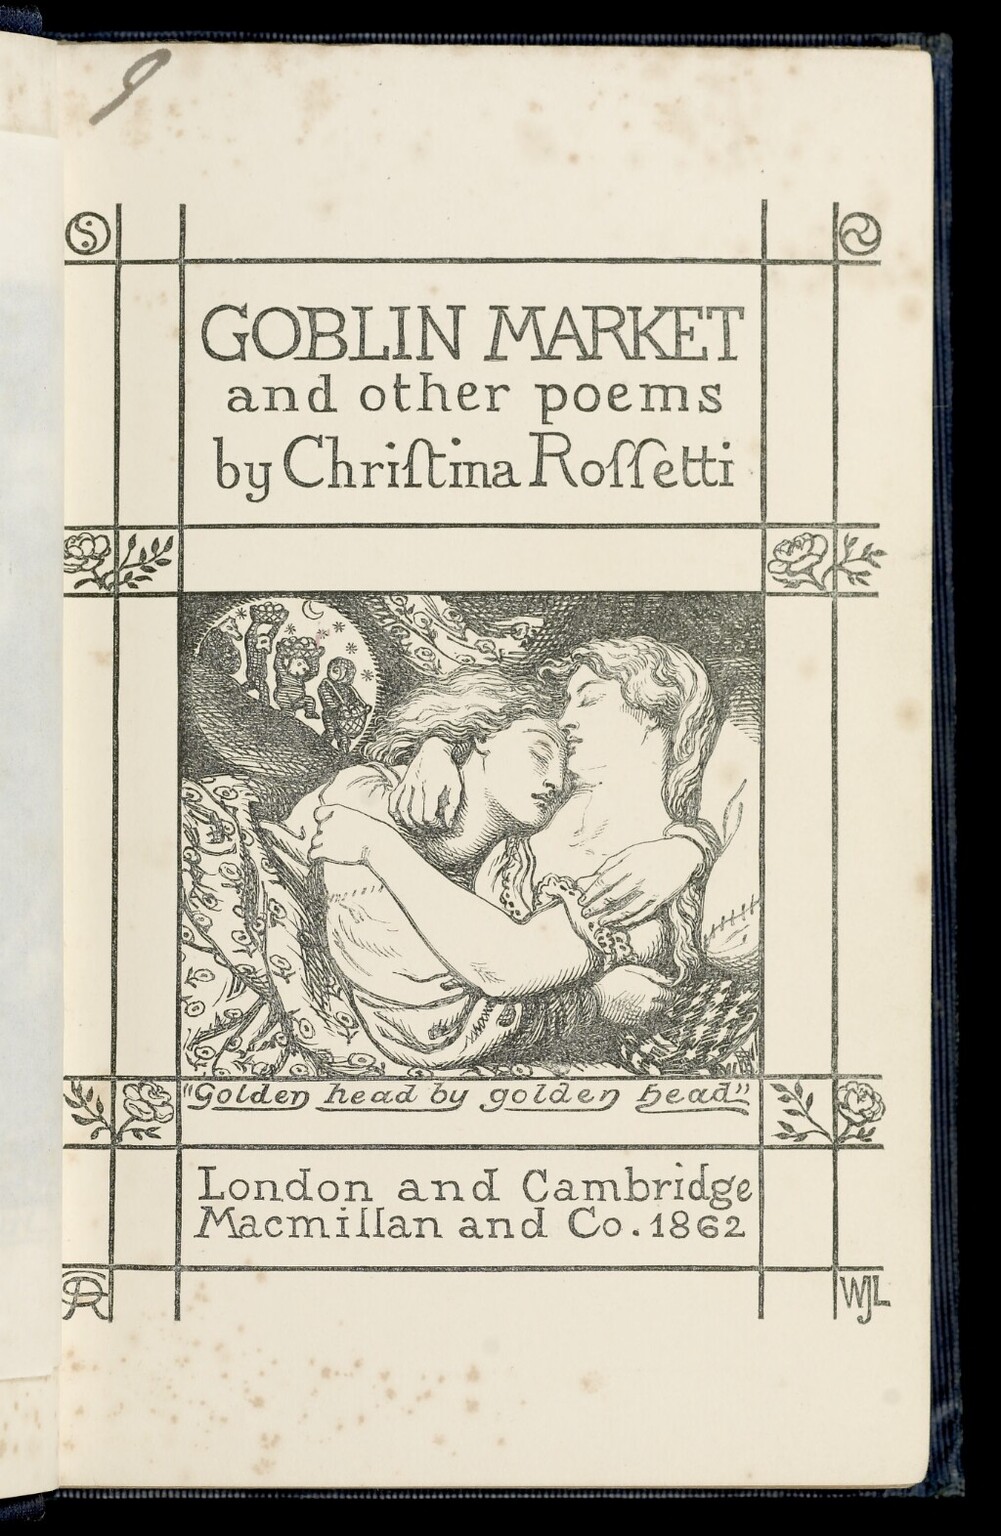 GOBLIN MARKET
and other poems
by Chriſtina Roſſetti
"Golden head by golden head"
London and Cambridge
Macmillan and Co. 1862
WJL